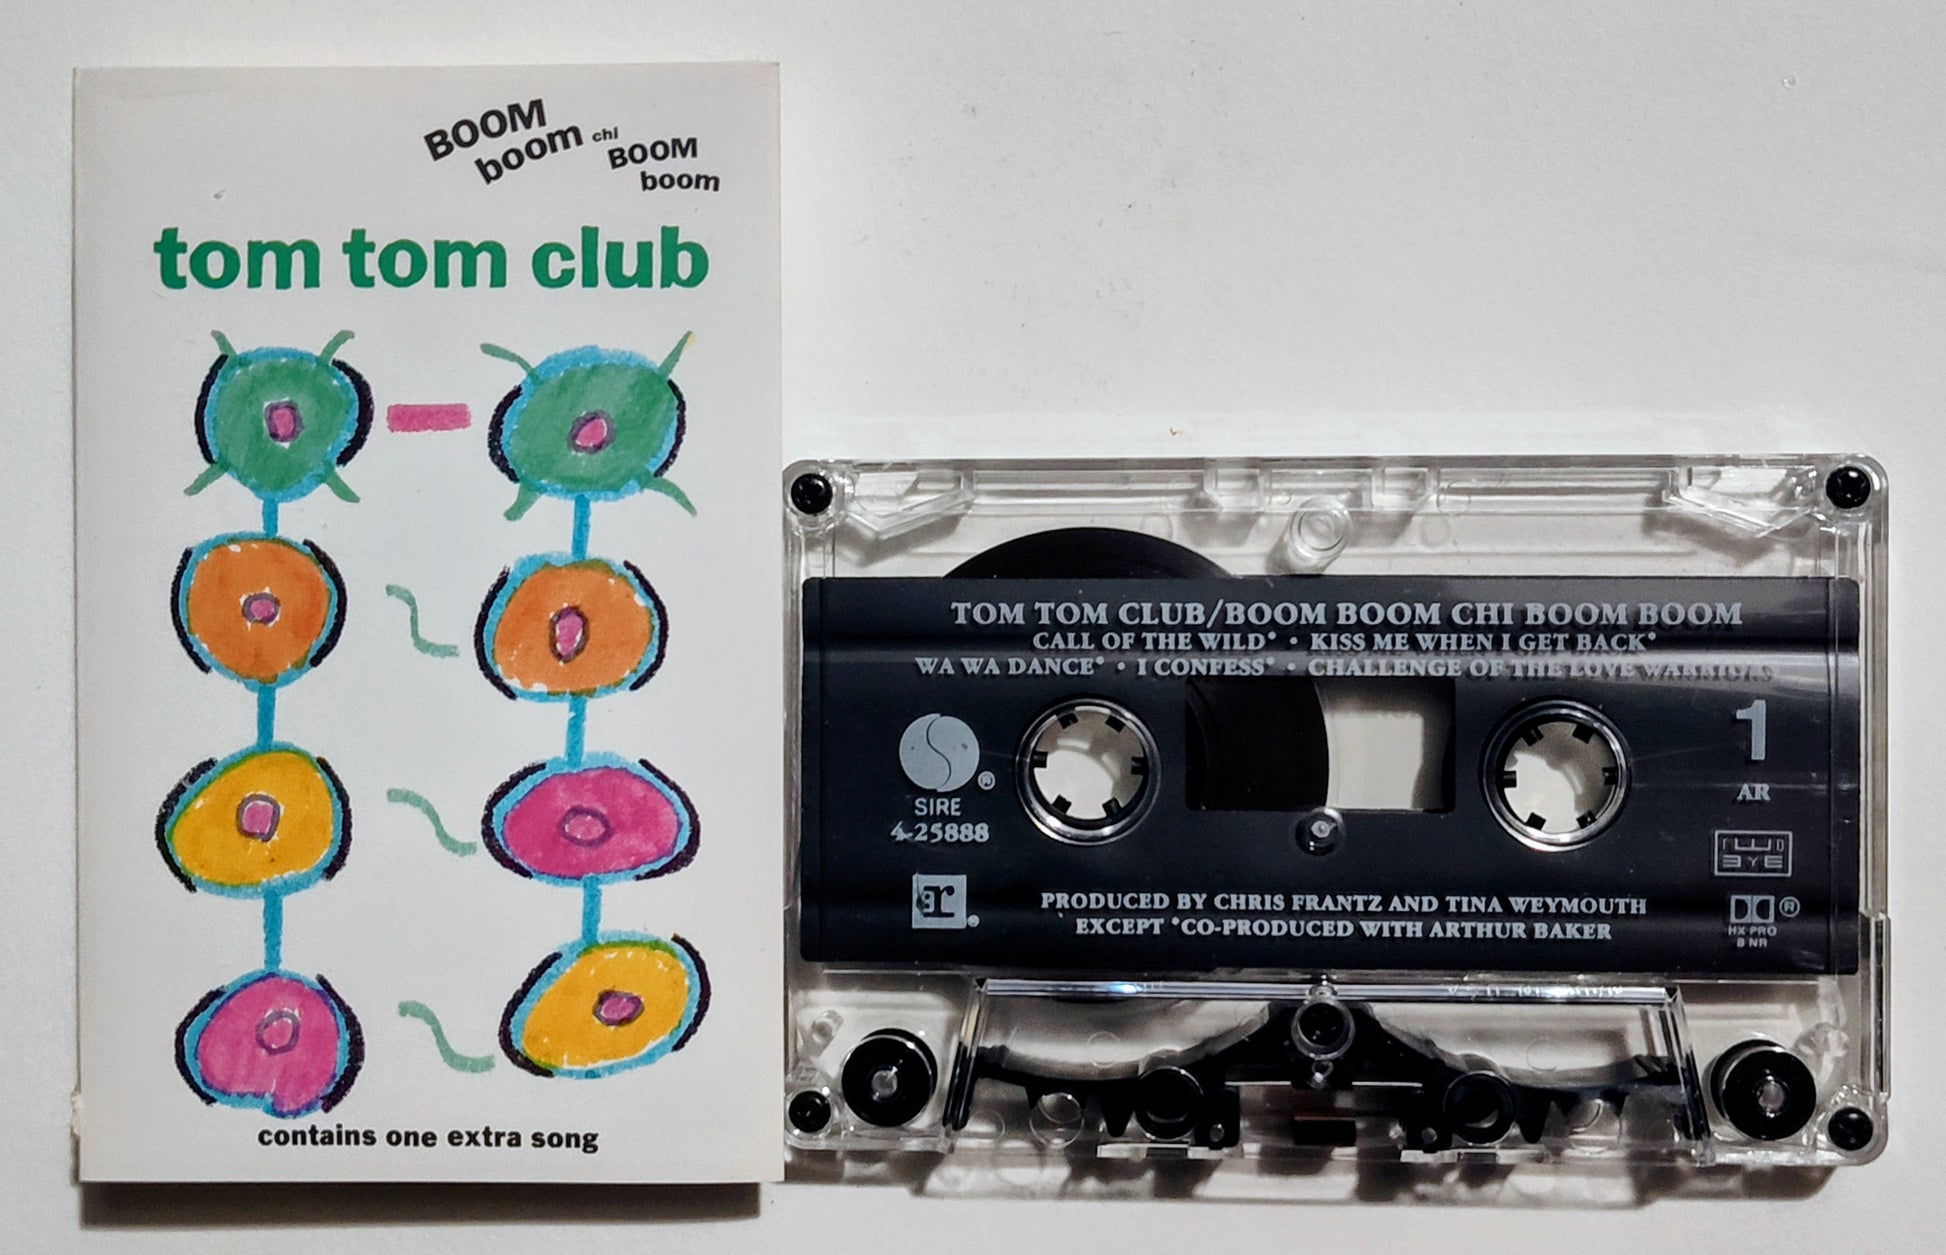 BOOM
boom chi
BOOM
boom
tom tom club
contains one extra song
TOM TOM CLUB/BOOM BOOM CHI BOOM BOOM
CALL OF THE WILD* • KISS ME WHEN I GET BACK*
WA WA DANCE* • I CONFESS* • CHALLENGE OF THE LOVE WARRIORS
®
SIRE
4-25888
1
AR
r.
PRODUCED BY CHRIS FRANTZ AND TINA WEYMOUTH
EXCEPT *CO-PRODUCED WITH ARTHUR BAKER
®
HX PRO
B NR